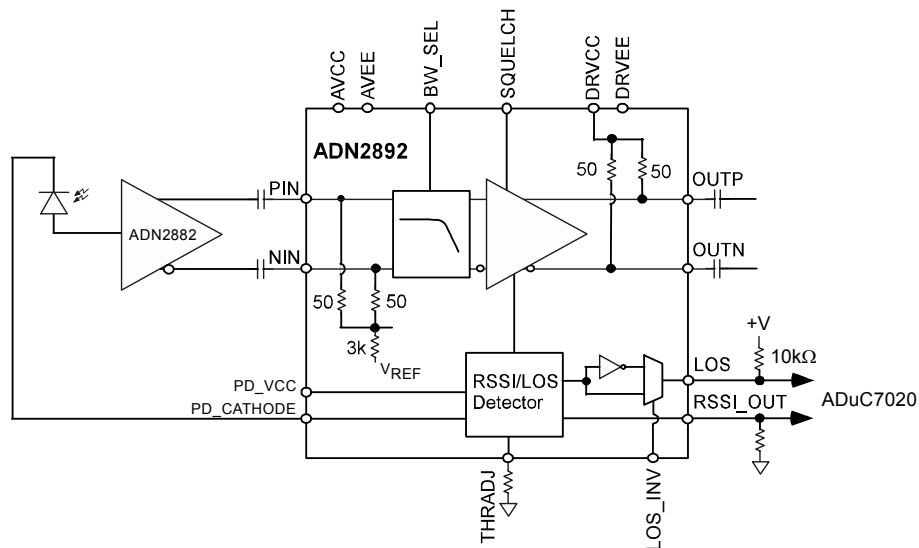 AVCC
AVEE
BW_SEL
SQUELCH
DRVCC
DRVEE
ADN2892
50
50
PIN
OUTP
ADN2882
NIN
OUTN
50
50
3k
VREF
+V
10kΩ
LOS
PD_VCC
RSSI/LOS
Detector
ADuC7020
PD_CATHODE
RSSI_OUT
THRADJ
LOS_INV